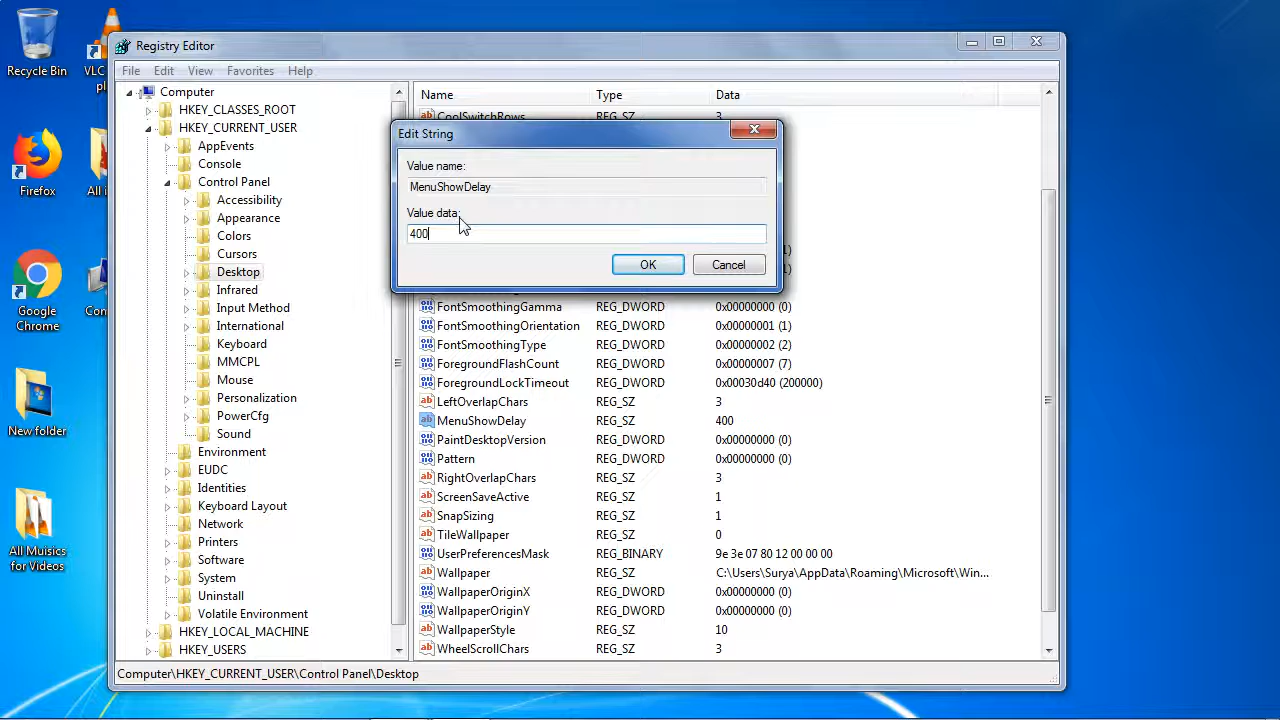 Recycle Bin
VLC
pl
Firefox
All i
Google
Chrome
Con
New folder
All Muisics
for Videos
Registry Editor
File Edit View Favorites Help
Computer
HKEY_CLASSES_ROOT
HKEY_CURRENT_USER
AppEvents
Console
Control Panel
Accessibility
Appearance
Colors
Cursors
Desktop
Infrared
Input Method
International
Keyboard
MMCPL
Mouse
Personalization
PowerCfg
Sound
Environment
EUDC
Identities
Keyboard Layout
Network
Printers
Software
System
Uninstall
Volatile Environment
HKEY_LOCAL_MACHINE
HKEY_USERS
Name Type Data
CoolSwitchRows REG_SZ 3
Edit String
Value name:
MenuShowDelay
Value data:
400
OK Cancel
1)
1)
FontSmoothingGamma REG_DWORD 0x00000000 (0)
FontSmoothingOrientation REG_DWORD 0x00000001 (1)
FontSmoothingType REG_DWORD 0x00000002 (2)
ForegroundFlashCount REG_DWORD 0x00000007 (7)
ForegroundLockTimeout REG_DWORD 0x00030d40 (200000)
LeftOverlapChars REG_SZ 3
MenuShowDelay REG_SZ 400
PaintDesktopVersion REG_DWORD 0x00000000 (0)
Pattern REG_DWORD 0x00000000 (0)
RightOverlapChars REG_SZ 3
ScreenSaveActive REG_SZ 1
SnapSizing REG_SZ 1
TileWallpaper REG_SZ 0
UserPreferencesMask REG_BINARY 9e 3e 07 80 12 00 00 00
Wallpaper REG_SZ C:\Users\Surya\AppData\Roaming\Microsoft\Win...
WallpaperOriginX REG_DWORD 0x00000000 (0)
WallpaperOriginY REG_DWORD 0x00000000 (0)
WallpaperStyle REG_SZ 10
WheelScrollChars REG_SZ 3
Computer\HKEY_CURRENT_USER\Control Panel\Desktop